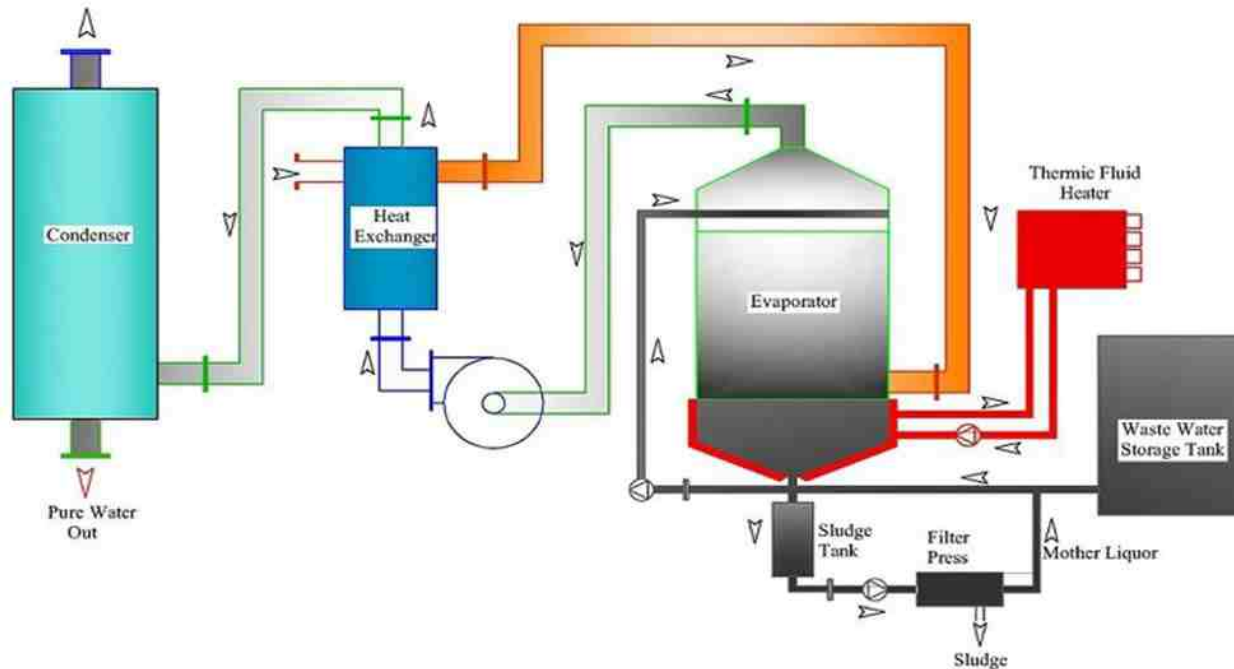 Condenser
Heat
Exchanger
Evaporator
Thermic Fluid
Heater
Waste Water
Storage Tank
Pure Water
Out
Sludge
Tank
Filter
Press
Mother Liquor
Sludge